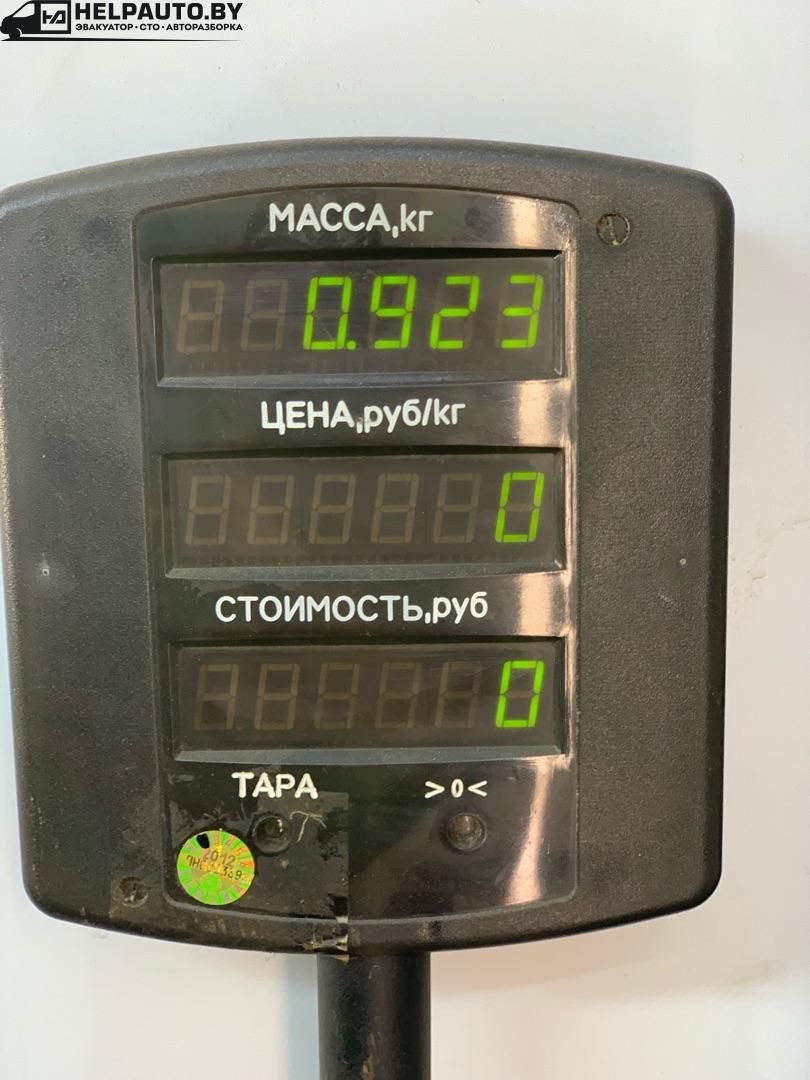 HELPAUTO.BY
ЭВАКУАТОР • СТО • АВТОРАЗБОРКА
МАССА,кг
0.923
ЦЕНА,руб/кг
0
СТОИМОСТЬ,руб
0
ТАРА >0<